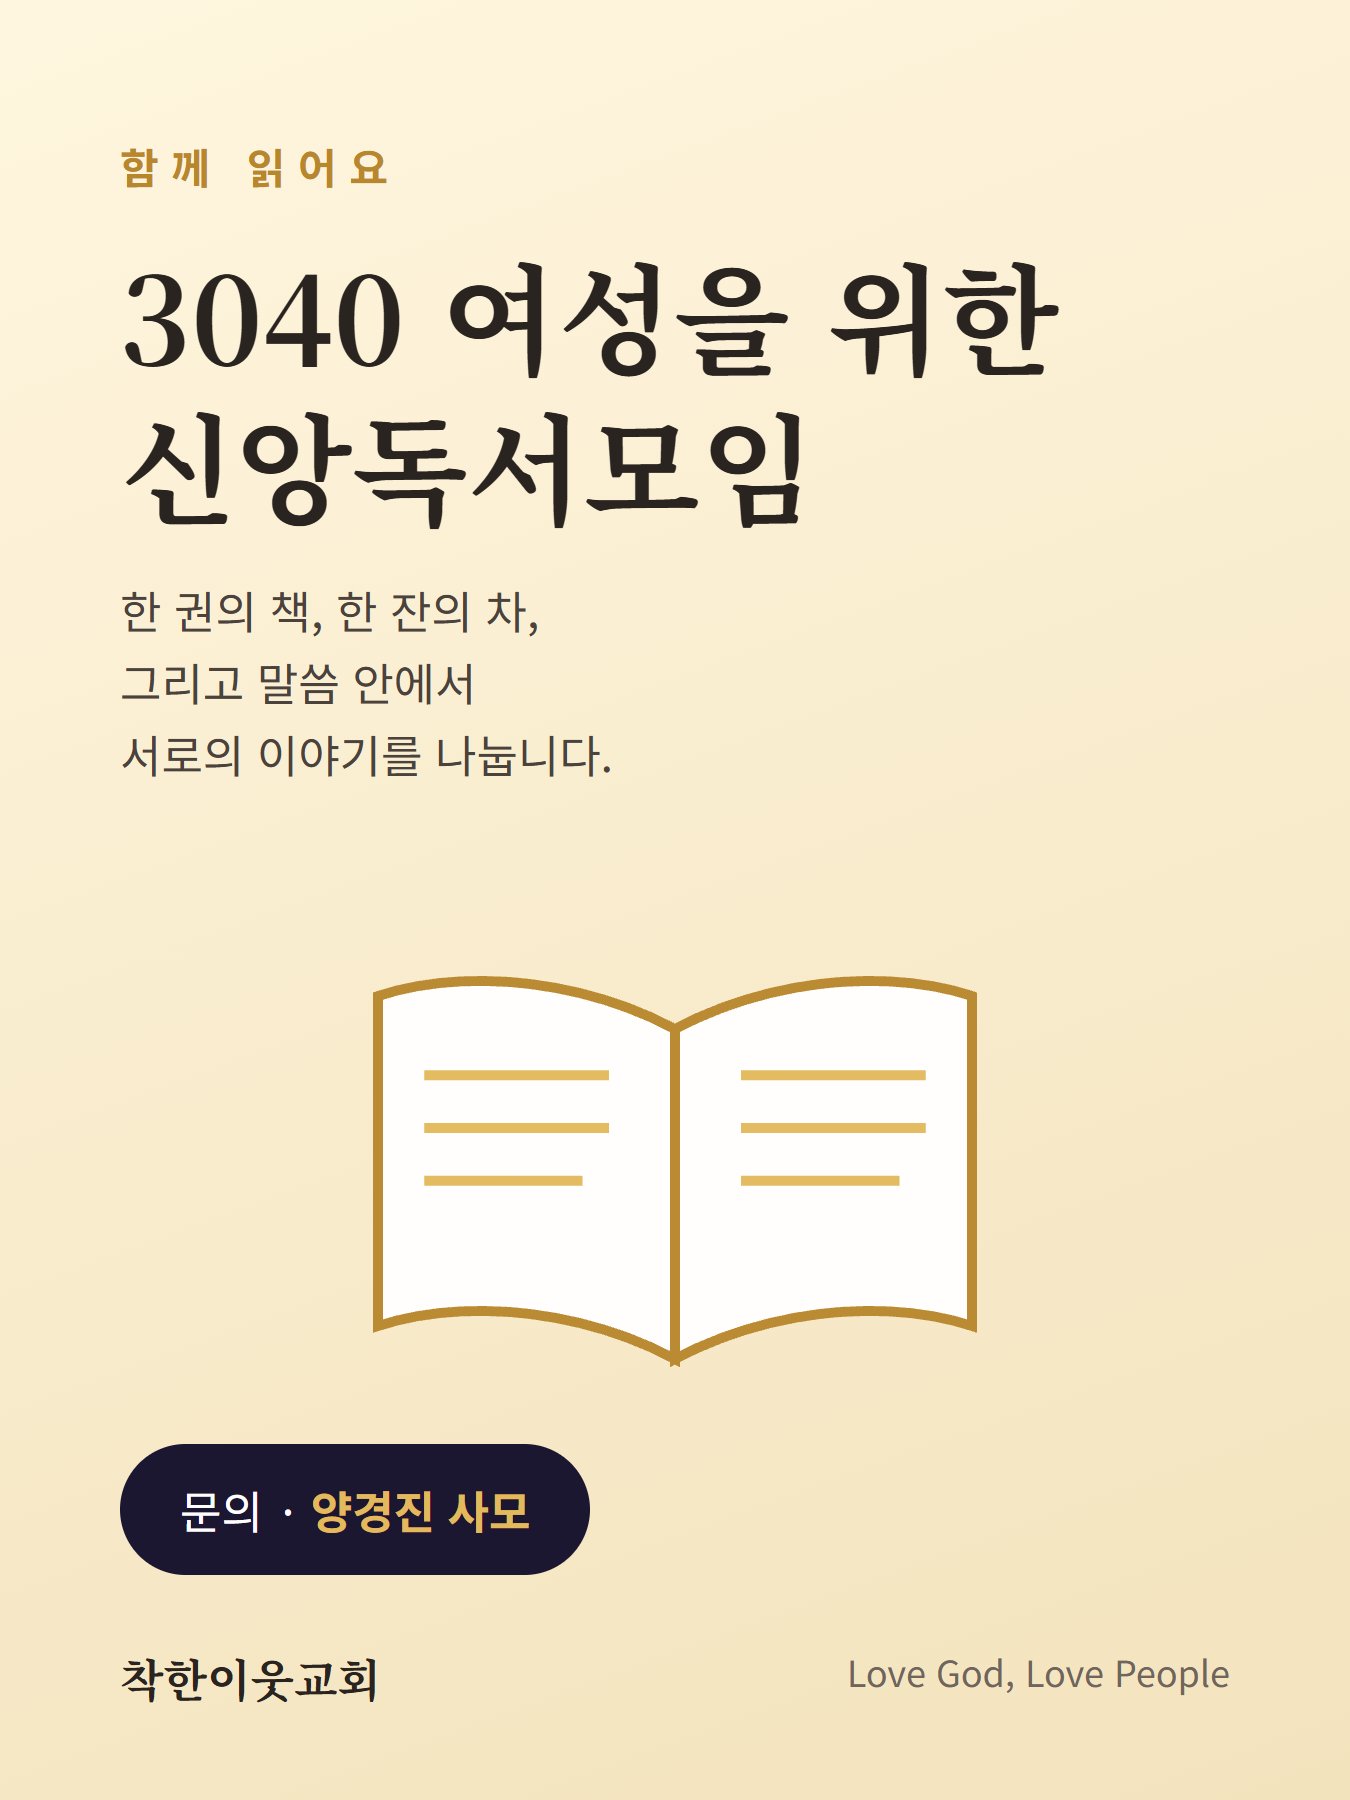 함께 읽어요
3040 여성을 위한
신앙독서모임
한 권의 책, 한 잔의 차,
그리고 말씀 안에서
서로의 이야기를 나눕니다.
문의 · 양경진 사모
착한이웃교회
Love God, Love People